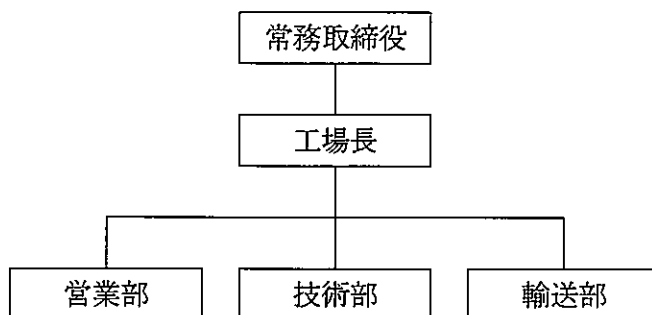 常務取締役
工場長
営業部
技術部
輸送部